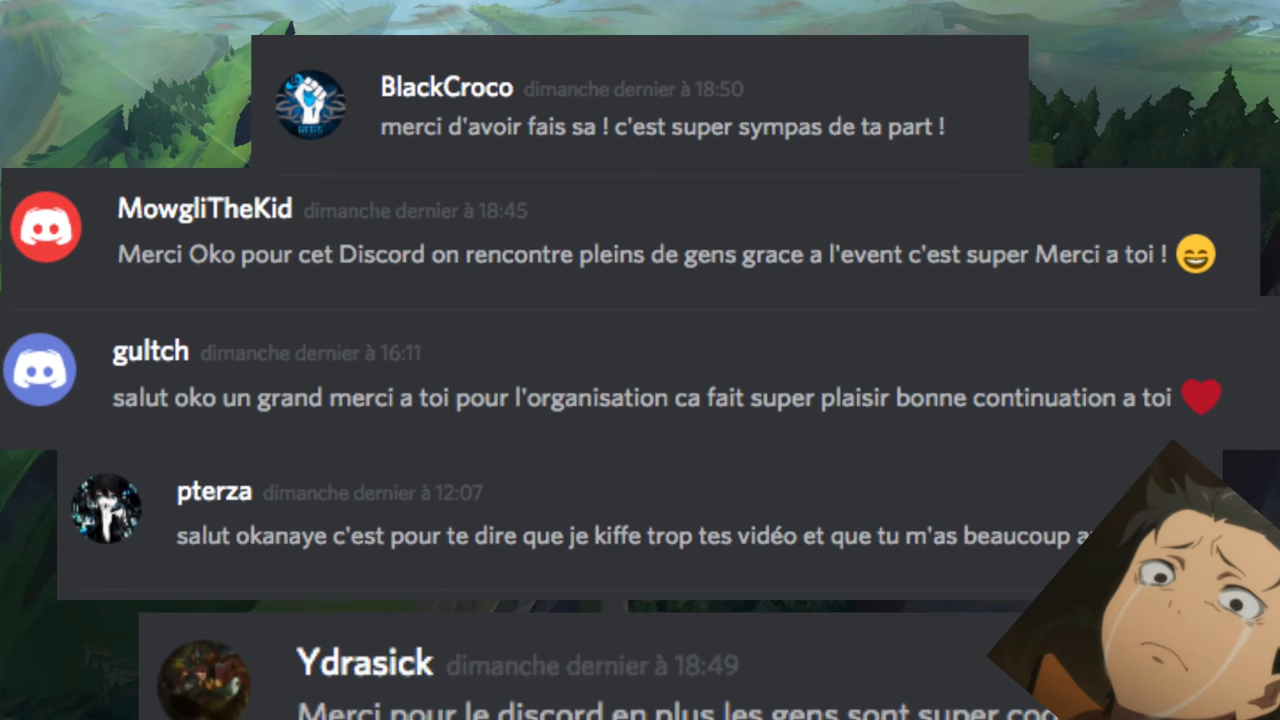 BlackCroco dimanche dernier à 18:50
merci d'avoir fais sa ! c'est super sympas de ta part !
MowgliTheKid dimanche dernier à 18:45
Merci Oko pour cet Discord on rencontre pleins de gens grace a l'event c'est super Merci a toi !
gultch dimanche dernier à 16:11
salut oko un grand merci a toi pour l'organisation ca fait super plaisir bonne continuation a toi
pterza dimanche dernier à 12:07
salut okanaye c'est pour te dire que je kiffe trop tes vidéo et que tu m'as beaucoup
Ydrasick dimanche dernier à 18:49
Merci pour le discord en plus les gens sont super